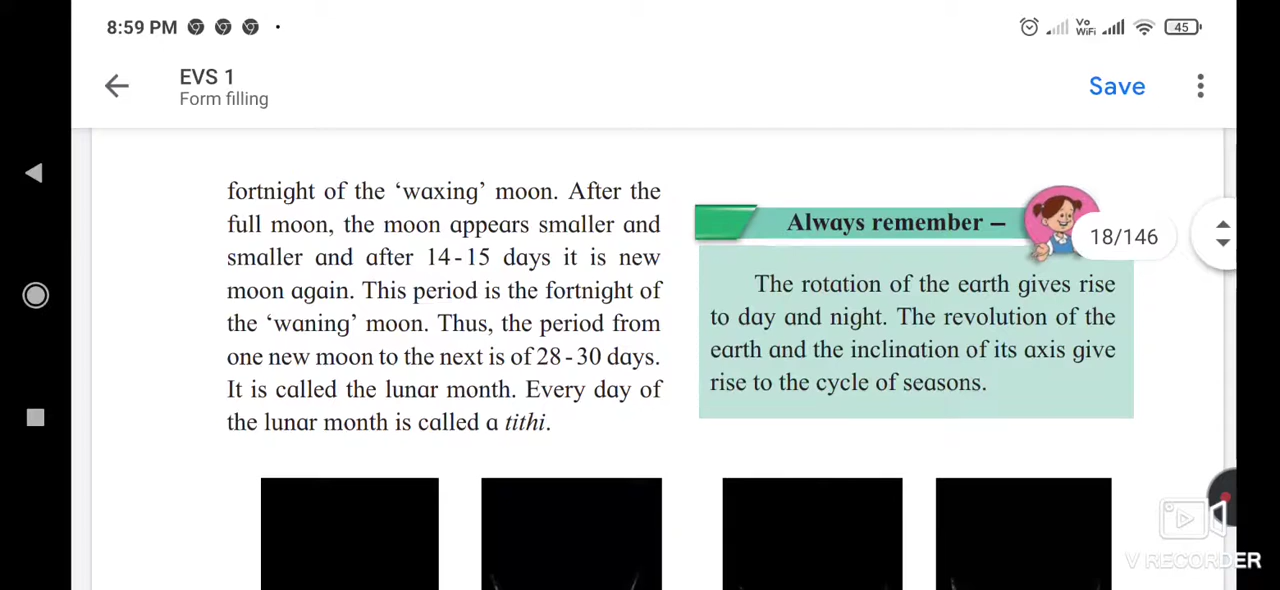 8:59 PM
Vo
WiFi
45
EVS 1
Form filling
Save
fortnight of the ‘waxing’ moon. After the
full moon, the moon appears smaller and
smaller and after 14-15 days it is new
moon again. This period is the fortnight of
the ‘waning’ moon. Thus, the period from
one new moon to the next is of 28-30 days.
It is called the lunar month. Every day of
the lunar month is called a tithi.
Always remember –
18/146
The rotation of the earth gives rise
to day and night. The revolution of the
earth and the inclination of its axis give
rise to the cycle of seasons.
V RECORDER